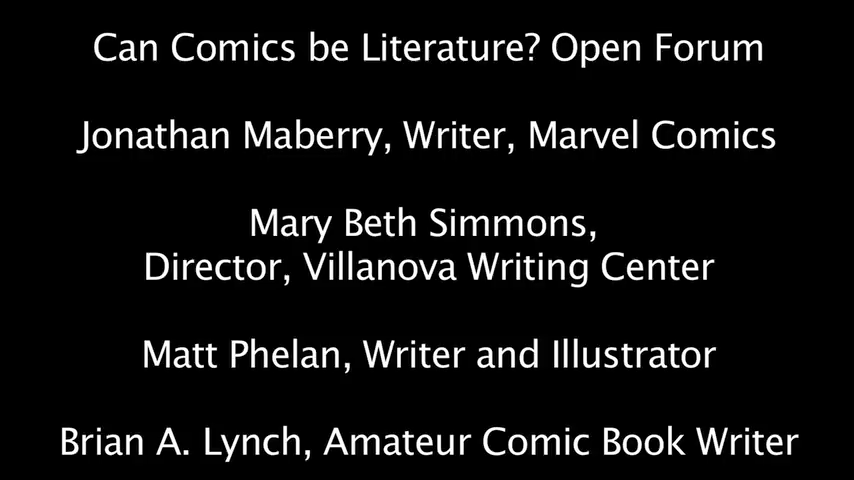 Can Comics be Literature? Open Forum
Jonathan Maberry, Writer, Marvel Comics
Mary Beth Simmons,
Director, Villanova Writing Center
Matt Phelan, Writer and Illustrator
Brian A. Lynch, Amateur Comic Book Writer